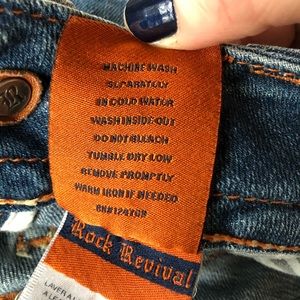 MACHINE WASH
SEPARATELY
IN COLD WATER
WASH INSIDE OUT
DO NOT BLEACH
TUMBLE DRY LOW
REMOVE PROMPTLY
WARM IRON IF NEEDED
Rock Revival